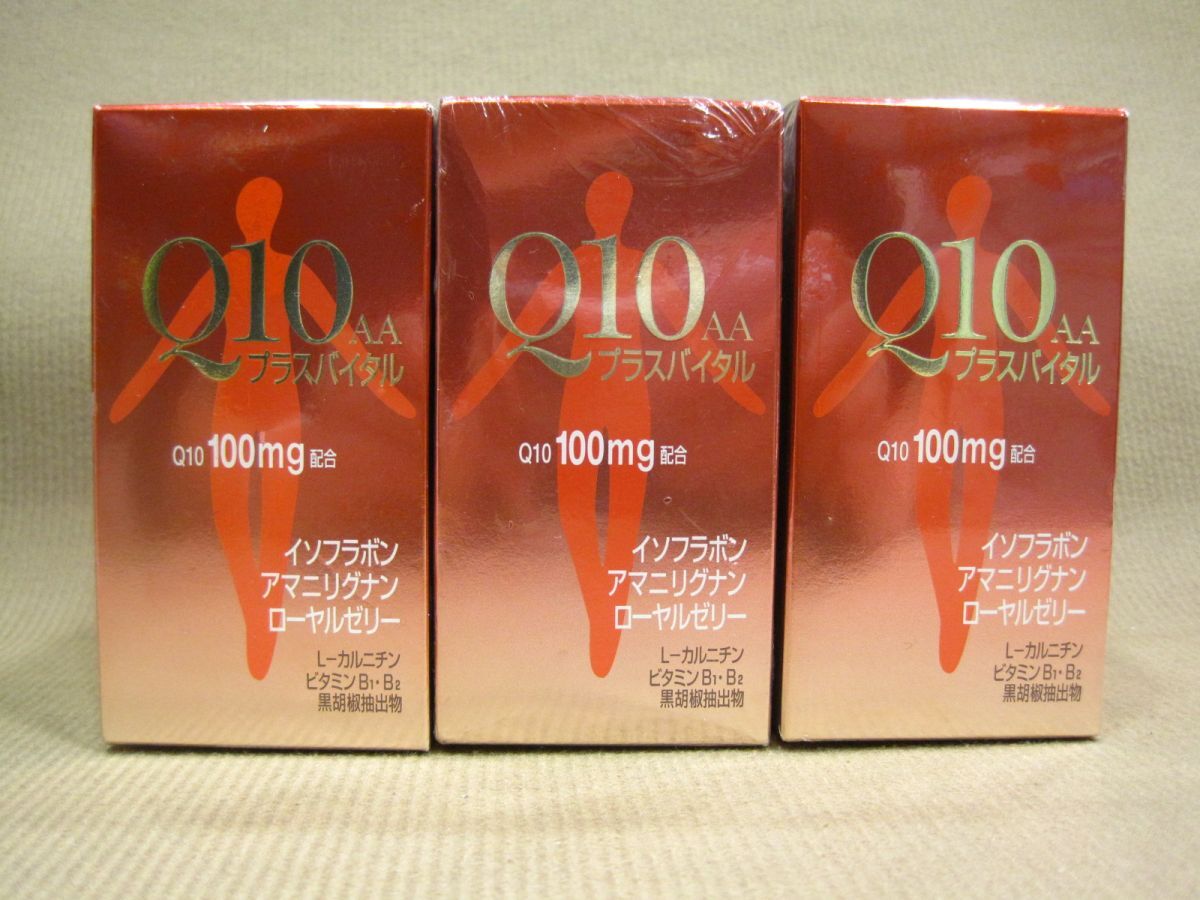 Q10 AA
プラスバイタル
Q10 100mg 配合
イソフラボン
アマニリグナン
ローヤルゼリー
L-カルニチン
ビタミンB1・B2
黒胡椒抽出物
Q10 AA
プラスバイタル
Q10 100mg 配合
イソフラボン
アマニリグナン
ローヤルゼリー
L-カルニチン
ビタミンB1・B2
黒胡椒抽出物
Q10 AA
プラスバイタル
Q10 100mg 配合
イソフラボン
アマニリグナン
ローヤルゼリー
L-カルニチン
ビタミンB1・B2
黒胡椒抽出物